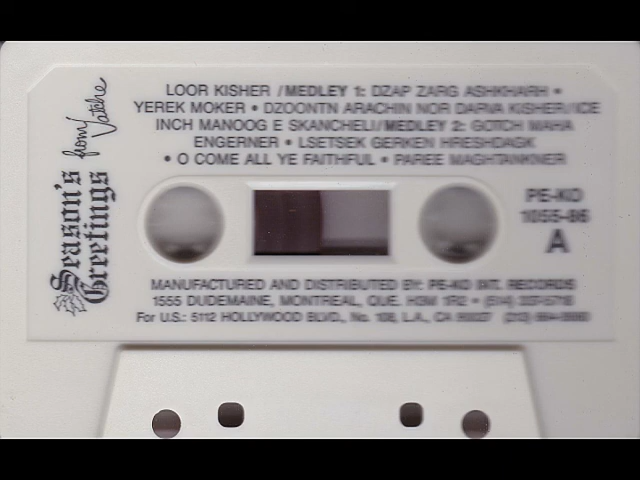 Season's
Greetings
from
Vatche
LOOR KISHER /MEDLEY 1: DZAP ZARG ASHKHARH •
YEREK MOKER • DZOONTN ARACHIN NOR DARVA KISHER/ICE
INCH MANOOG E SKANCHELI/MEDLEY 2: GOTCH MAHA
ENGERNER • LSETSEK GERKEN HRESHDAGK
• O COME ALL YE FAITHFUL • PAREE MAGHTANKNER
PE-KO
1055-86
A
MANUFACTURED AND DISTRIBUTED BY: PE-KO INT. RECORDS
1555 DUDEMAINE, MONTREAL, QUE. H3M 1R2 • (514)
For U.S.: 5112 HOLLYWOOD BLVD., No. 108, L.A., CA 90027 (213)